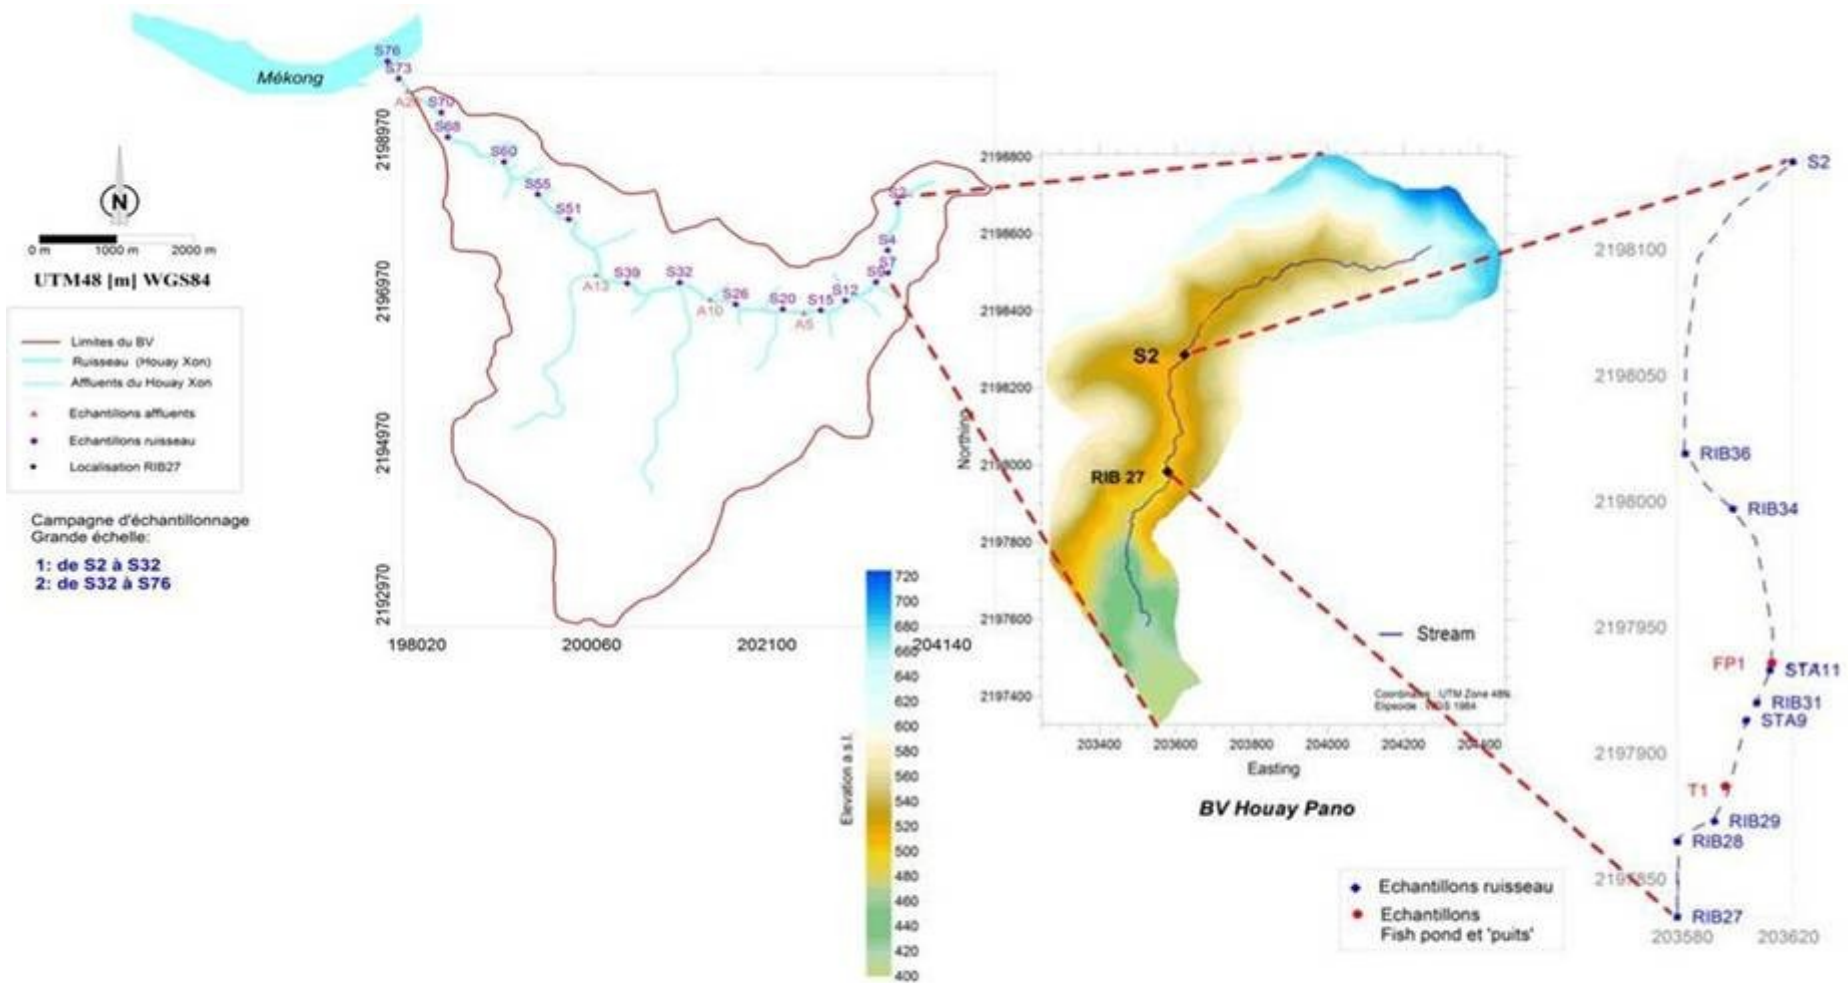 Mékong
S76
S73
S70
S68
S60
S55
S51
S39
S32
A13
A10
S26
S20
A5
S15
S12
S9
S7
S4
S2
2198970
2196970
2194970
2192970
198020
200060
202100
204140
N
0 m
1000 m
2000 m
UTM48 [m] WGS84
Limites du BV
Ruisseau (Houay Xon)
Affluents du Houay Xon
Echantillons affluents
Echantillons ruisseau
Localisation RIB27
Campagne d'échantillonnage
Grande échelle:
1: de S2 à S32
2: de S32 à S76
720
700
680
660
640
620
600
580
560
540
520
500
480
460
440
420
400
Elevation a.s.l.
Northing
2198800
2198600
2198400
2198200
2198000
2197800
2197600
2197400
S2
RIB 27
Stream
203400
203600
203800
204000
204200
204400
Easting
BV Houay Pano
Echantillons ruisseau
Echantillons
Fish pond et 'puits'
S2
2198100
2198050
RIB36
2198000
RIB34
2197950
FP1
STA11
RIB31
STA9
2197900
T1
RIB29
RIB28
2197850
RIB27
203580
203620